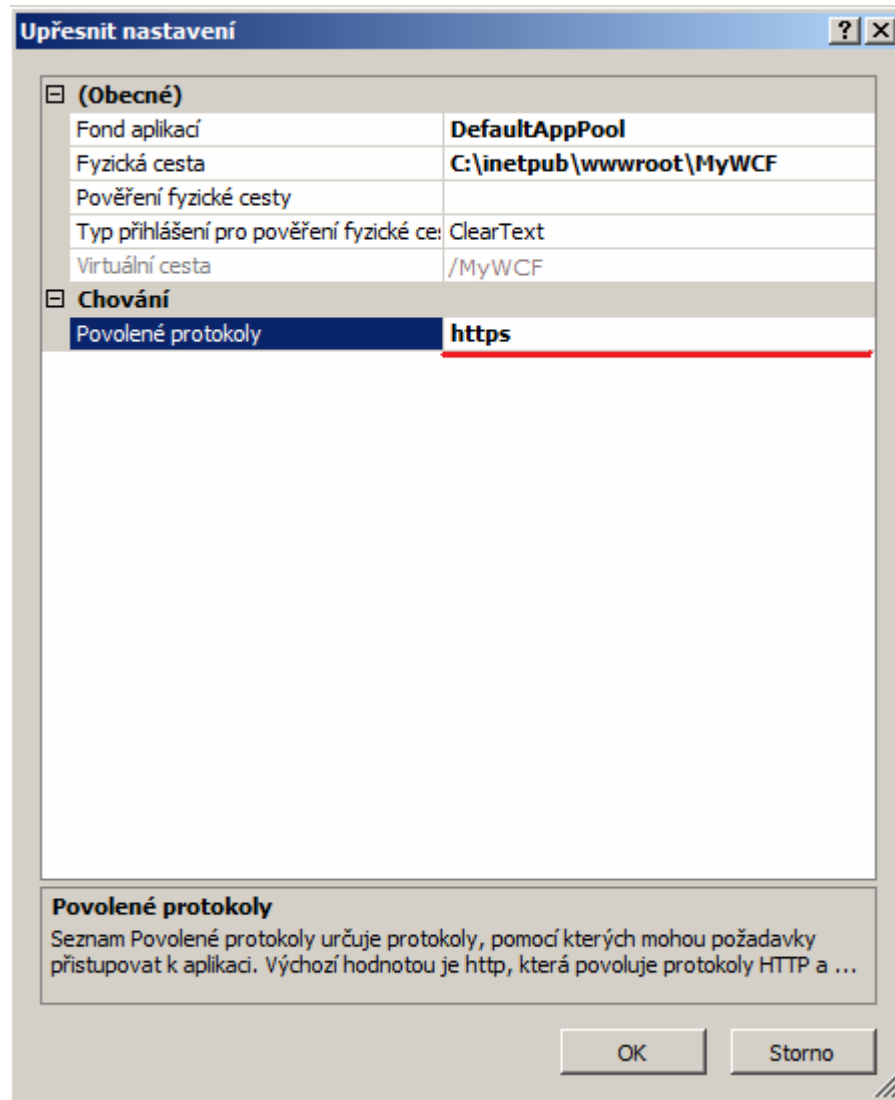 Upřesnit nastavení
(Obecné)
Fond aplikací DefaultAppPool
Fyzická cesta C:\inetpub\wwwroot\MyWCF
Pověření fyzické cesty
Typ přihlášení pro pověření fyzické ces ClearText
Virtuální cesta /MyWCF
Chování
Povolené protokoly https
Povolené protokoly
Seznam Povolené protokoly určuje protokoly, pomocí kterých mohou požadavky
přistupovat k aplikaci. Výchozí hodnotou je http, která povoluje protokoly HTTP a ...
OK Storno